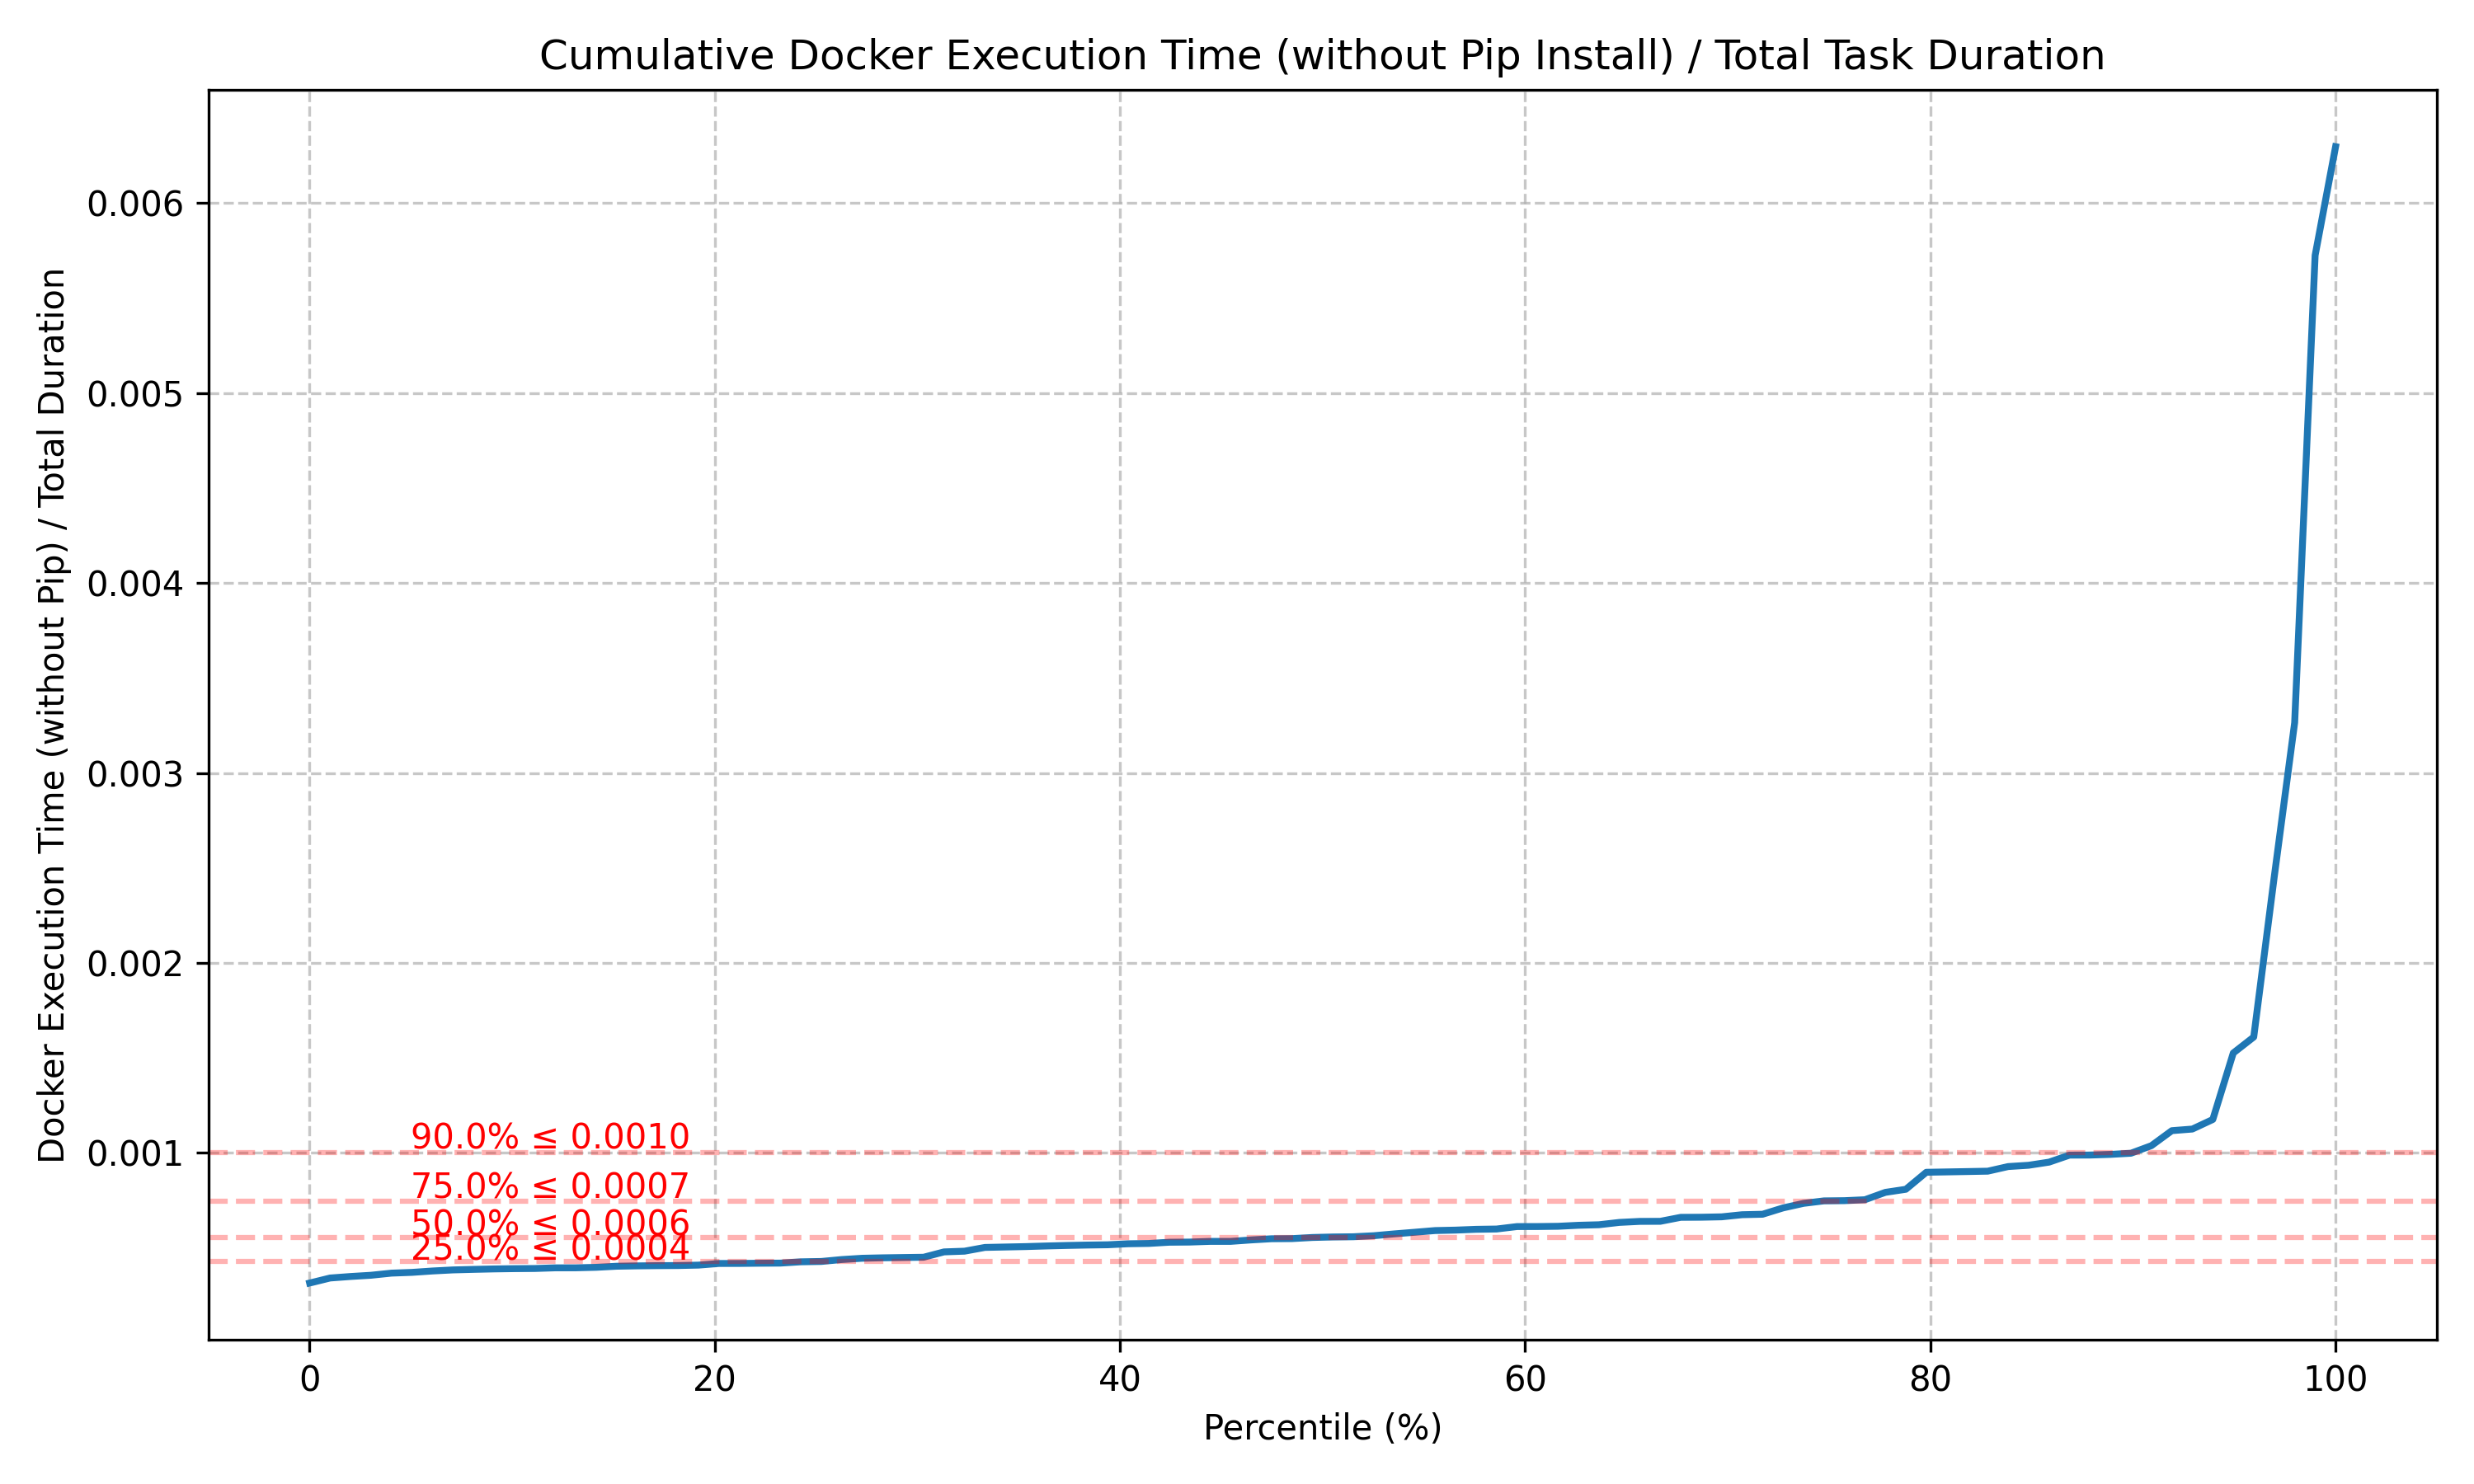 Cumulative Docker Execution Time (without Pip Install) / Total Task Duration
Docker Execution Time (without Pip) / Total Duration
0.006
0.005
0.004
0.003
0.002
0.001
90.0% ≤ 0.0010
75.0% ≤ 0.0007
50.0% ≤ 0.0006
25.0% ≤ 0.0004
0 20 40 60 80 100
Percentile (%)